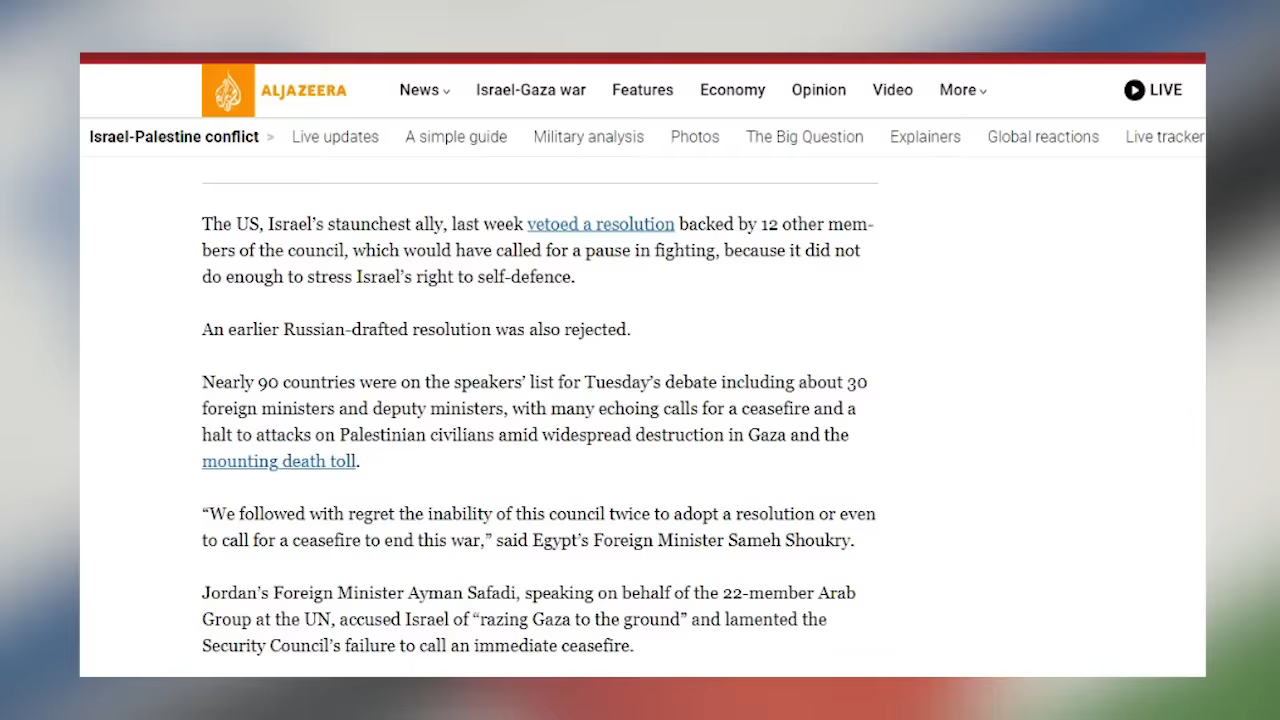 ALJAZEERA News Israel-Gaza war Features Economy Opinion Video More LIVE
Israel-Palestine conflict > Live updates A simple guide Military analysis Photos The Big Question Explainers Global reactions Live tracker
The US, Israel’s staunchest ally, last week vetoed a resolution backed by 12 other mem-
bers of the council, which would have called for a pause in fighting, because it did not
do enough to stress Israel’s right to self-defence.
An earlier Russian-drafted resolution was also rejected.
Nearly 90 countries were on the speakers’ list for Tuesday’s debate including about 30
foreign ministers and deputy ministers, with many echoing calls for a ceasefire and a
halt to attacks on Palestinian civilians amid widespread destruction in Gaza and the
mounting death toll.
“We followed with regret the inability of this council twice to adopt a resolution or even
to call for a ceasefire to end this war,” said Egypt’s Foreign Minister Sameh Shoukry.
Jordan’s Foreign Minister Ayman Safadi, speaking on behalf of the 22-member Arab
Group at the UN, accused Israel of “razing Gaza to the ground” and lamented the
Security Council’s failure to call an immediate ceasefire.